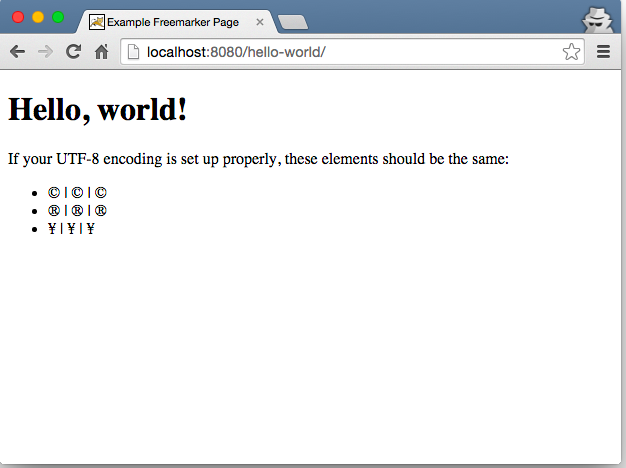 Example Freemarker Page
localhost:8080/hello-world/
Hello, world!
If your UTF-8 encoding is set up properly, these elements should be the same:
• © | © | ©
• ® | ® | ®
• ¥ | ¥ | ¥